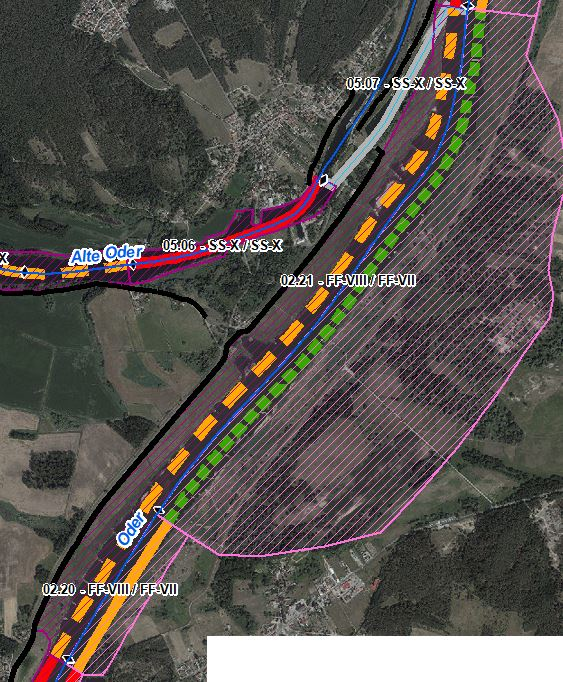 05.07 - SS-X / SS-X
05.06 - SS-X / SS-X
X
Alte Oder
02.21 - FF-VIII / FF-VII
Oder
02.20 - FF-VIII / FF-VII